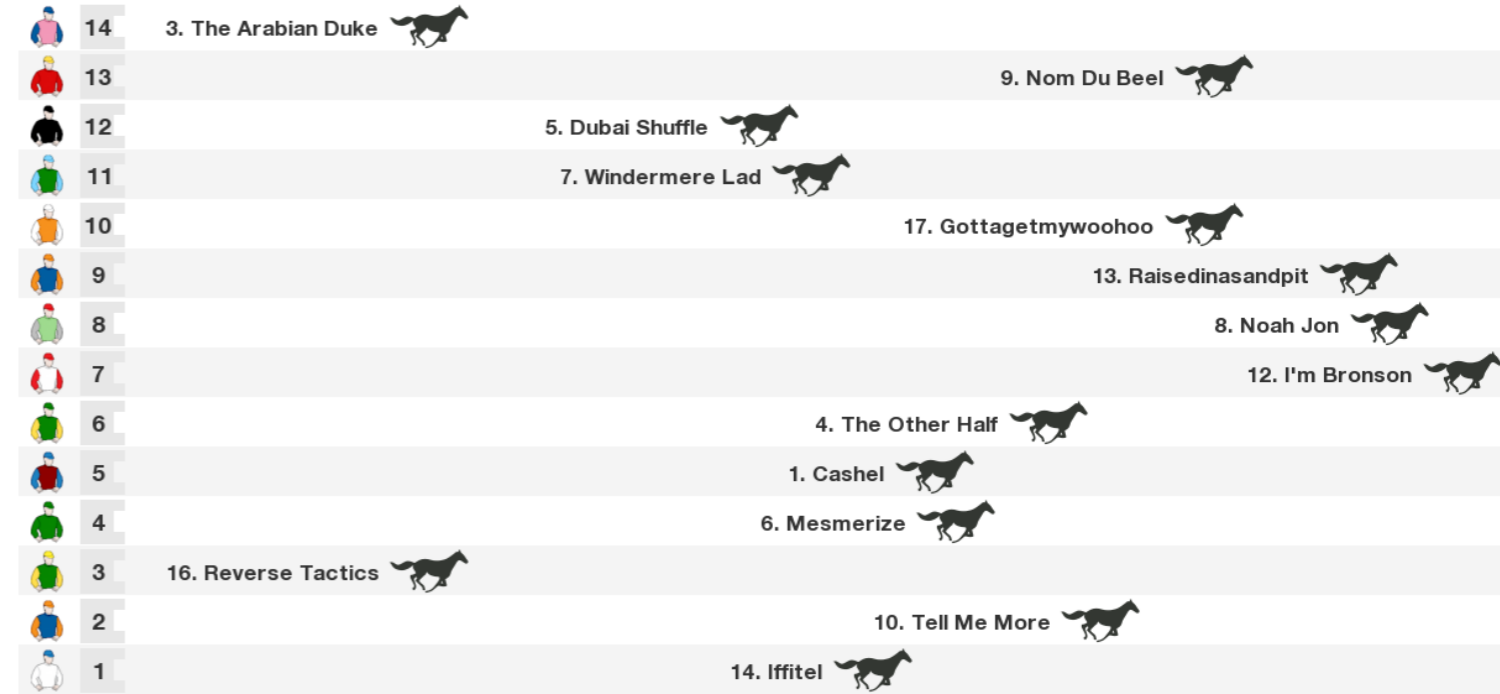 14 3. The Arabian Duke
13 9. Nom Du Beel
12 5. Dubai Shuffle
11 7. Windermere Lad
10 17. Gottagetmywoohoo
9 13. Raisedinasandpit
8 8. Noah Jon
7 12. I'm Bronson
6 4. The Other Half
5 1. Cashel
4 6. Mesmerize
3 16. Reverse Tactics
2 10. Tell Me More
1 14. Iffitel